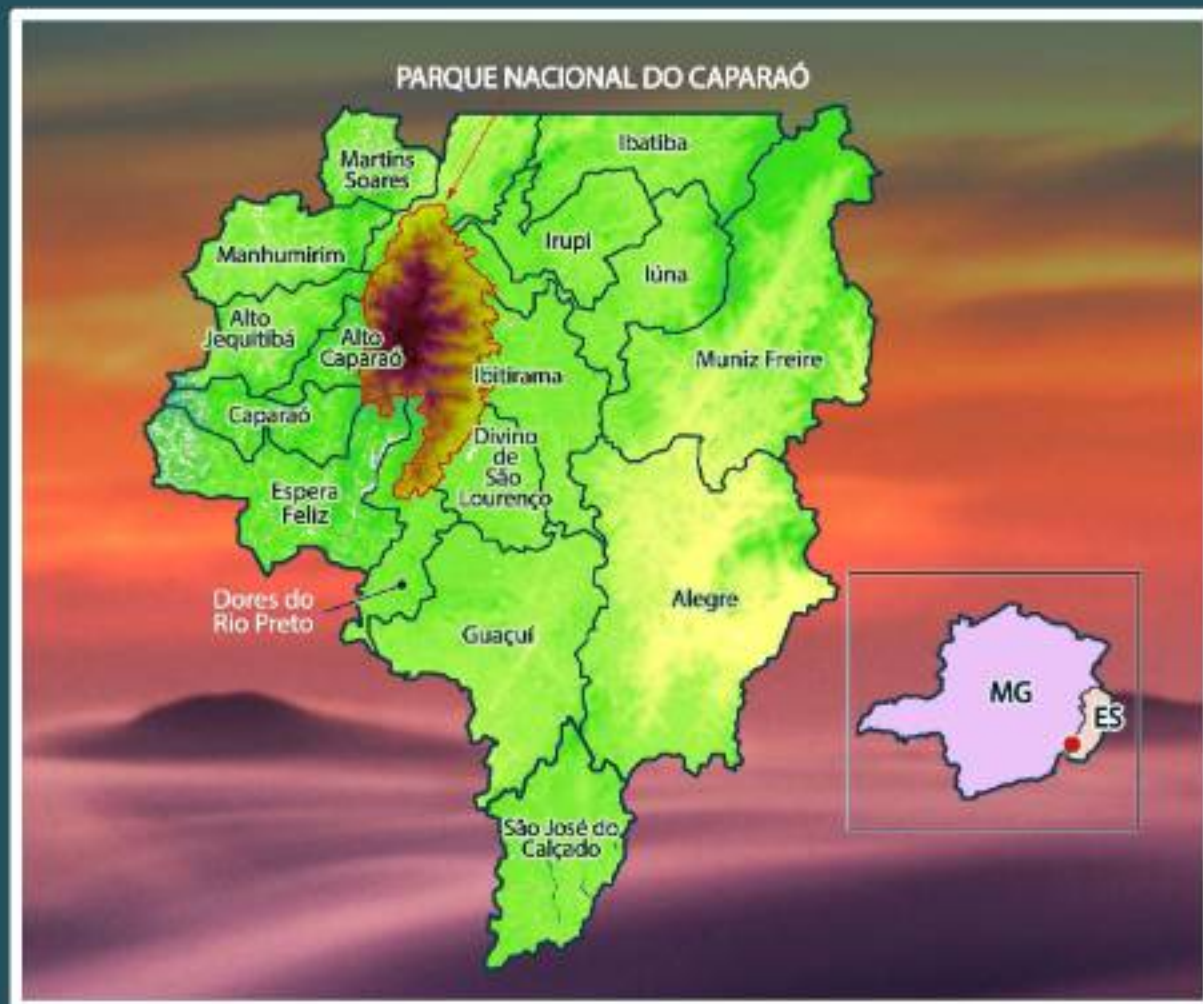 PARQUE NACIONAL DO CAPARAÓ
Ibatiba
Martins
Soares
Irupi
Manhumirim
Iúna
Alto
Jequitibá
Alto
Caparaó
Muniz Freire
Ibitirama
Caparaó
Divino
de
São
Lourenço
Espera
Feliz
Dores do
Rio Preto
Alegre
Guaçuí
MG
ES
São José do
Calçado